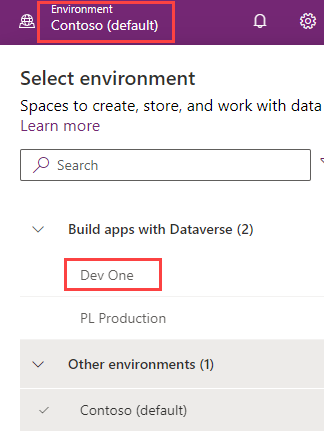 Environment
Contoso (default)
Select environment
Spaces to create, store, and work with data
Learn more
Search
Build apps with Dataverse (2)
Dev One
PL Production
Other environments (1)
Contoso (default)